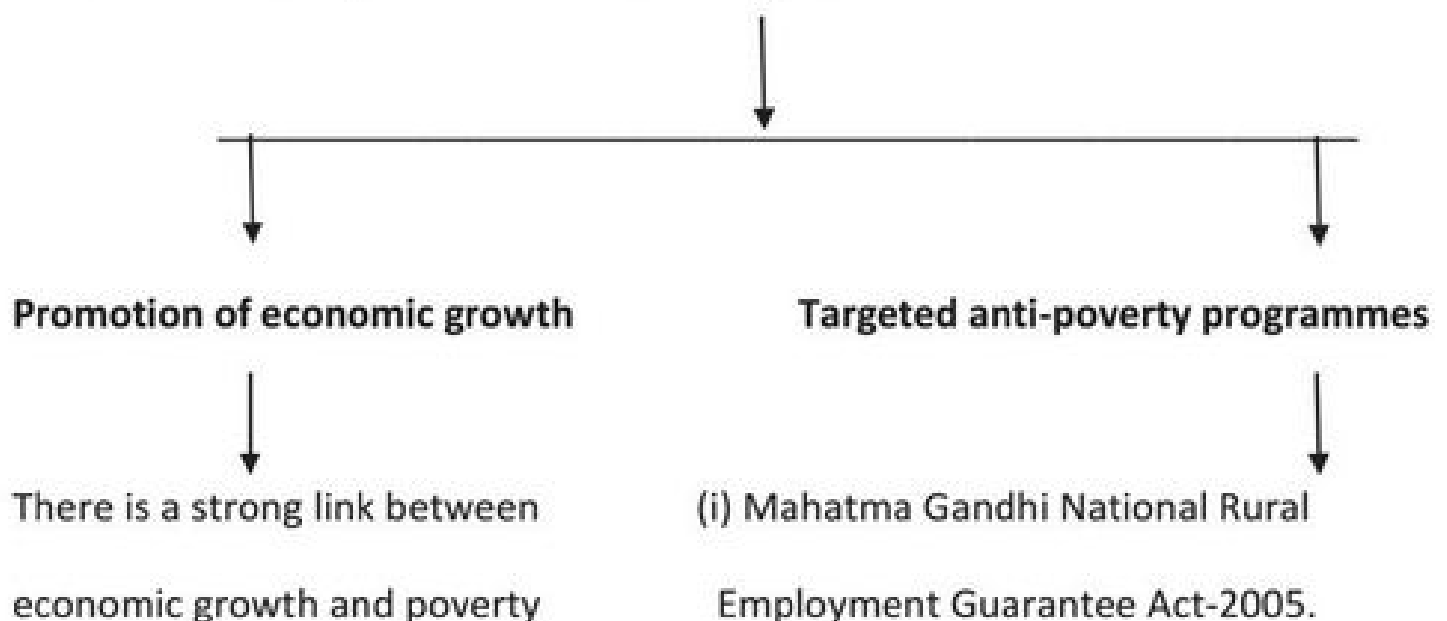 Promotion of economic growth
Targeted anti-poverty programmes
There is a strong link between
economic growth and poverty
(i) Mahatma Gandhi National Rural
Employment Guarantee Act-2005.